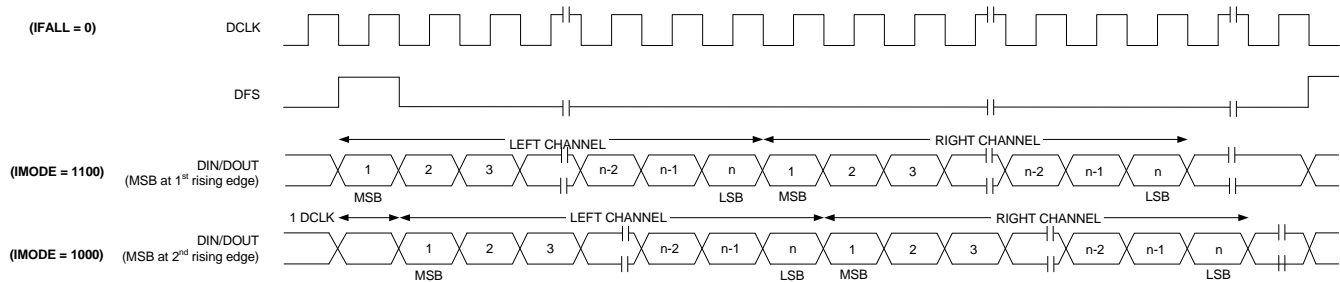 (IFALL = 0) DCLK
DFS
LEFT CHANNEL RIGHT CHANNEL
(IMODE = 1100) DIN/DOUT 1 2 3 n-2 n-1 n 1 2 3 n-2 n-1 n
(MSB at 1st rising edge)
MSB LSB MSB LSB
1 DCLK LEFT CHANNEL RIGHT CHANNEL
(IMODE = 1000) DIN/DOUT 1 2 3 n-2 n-1 n 1 2 3 n-2 n-1 n
(MSB at 2nd rising edge)
MSB LSB MSB LSB